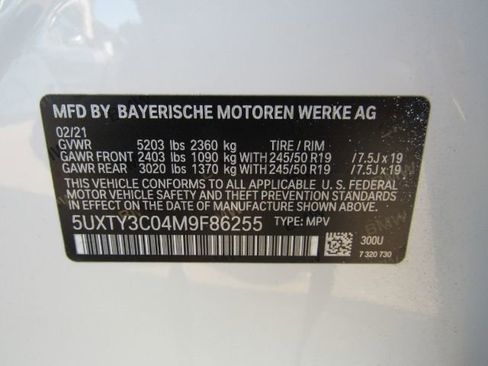 MFD BY BAYERISCHE MOTOREN WERKE AG
02/21
GVWR 5203 lbs 2360 kg TIRE / RIM
GAWR FRONT 2403 lbs 1090 kg WITH 245/50 R19 / 7.5J x 19
GAWR REAR 3020 lbs 1370 kg WITH 245/50 R19 / 7.5J x 19
THIS VEHICLE CONFORMS TO ALL APPLICABLE U. S. FEDERAL
MOTOR VEHICLE SAFETY, BUMPER, AND THEFT PREVENTION
STANDARDS IN EFFECT ON THE DATE OF MANUFACTURE SHOWN ABOVE.
5UXTY3C04M9F86255 TYPE: MPV
300U
7 320 730